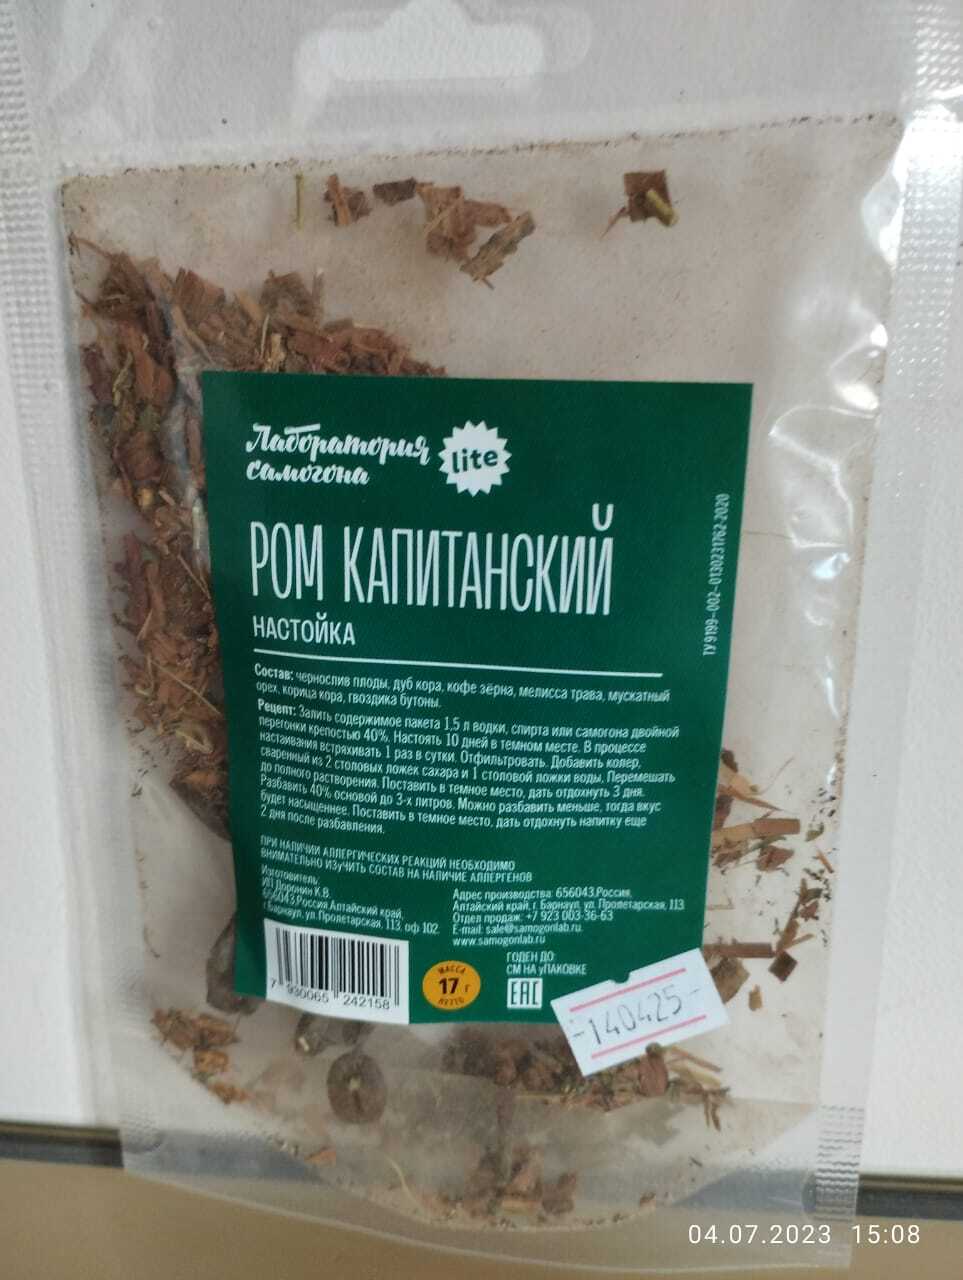 Лаборатория
самогона
lite
РОМ КАПИТАНСКИЙ
НАСТОЙКА
Состав: чернослив плоды, дуб кора, кофе зёрна, мелисса трава, мускатный
орех, корица кора, гвоздика бутоны.
Рецепт: Залить содержимое пакета 1,5 л водки, спирта или самогона двойной
перегонки крепостью 40%. Настоять 10 дней в темном месте. В процессе
настаивания встряхивать 1 раз в сутки. Отфильтровать. Добавить колер,
сваренный из 2 столовых ложек сахара и 1 столовой ложки воды. Перемешать
до полного растворения. Поставить в темное место, дать отдохнуть 3 дня.
Разбавить 40% основой до 3-х литров. Можно разбавить меньше, тогда вкус
будет насыщеннее. Поставить в темное место, дать отдохнуть напитку еще
2 дня после разбавления.
ПРИ НАЛИЧИИ АЛЛЕРГИЧЕСКИХ РЕАКЦИЙ НЕОБХОДИМО
ВНИМАТЕЛЬНО ИЗУЧИТЬ СОСТАВ НА НАЛИЧИЕ АЛЛЕРГЕНОВ
Изготовитель:
ИП Доронин К.В.
656043,Россия,Алтайский край,
г.Барнаул, ул. Пролетарская, 113, оф 102.
Адрес производства: 656043,Россия,
Алтайский край, г. Барнаул, ул. Пролетарская, 113
Отдел продаж: +7 923 003-36-63
E-mail: sale@samogonlab.ru
www.samogonlab.ru
7 930065 242158
МАССА
17 г
НЕТТО
ГОДЕН ДО:
СМ НА уПАКОВКЕ
EAC
-140425-
ТУ 9199-002-0130231762-2020
04.07.2023 15:08